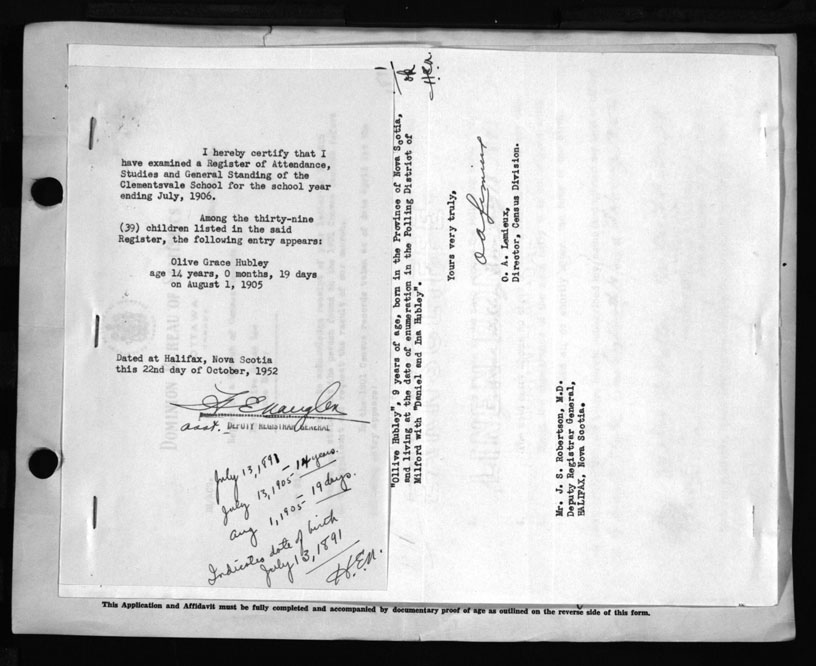 I hereby certify that I
have examined a Register of Attendance,
Studies and General Standing of the
Clementsvale School for the school year
ending July, 1906.
Among the thirty-nine
(39) children listed in the said
Register, the following entry appears:
Olive Grace Hubley
age 14 years, 0 months, 19 days
on August 1, 1905
Dated at Halifax, Nova Scotia
this 22nd day of October, 1952
asst. DEPUTY REGISTRAR GENERAL
July 13, 1891
July 13, 1905 - 14 years.
Aug 1, 1905 - 19 days.
Indicates date of birth
July 13, 1891
H.E.N.
ok
H.E.N.
"Ollive Hubley", 9 years of age, born in the Province of Nova Scotia,
and living at the date of enumeration in the Polling District of
Milford with "Daniel and Ina Hubley".
Yours very truly,
O A Lemieux
O. A. Lemieux,
Director, Census Division.
Mr. J. S. Robertson, M.D.
Deputy Registrar General,
HALIFAX, Nova Scotia.
This Application and Affidavit must be fully completed and accompanied by documentary proof of age as outlined on the reverse side of this form.